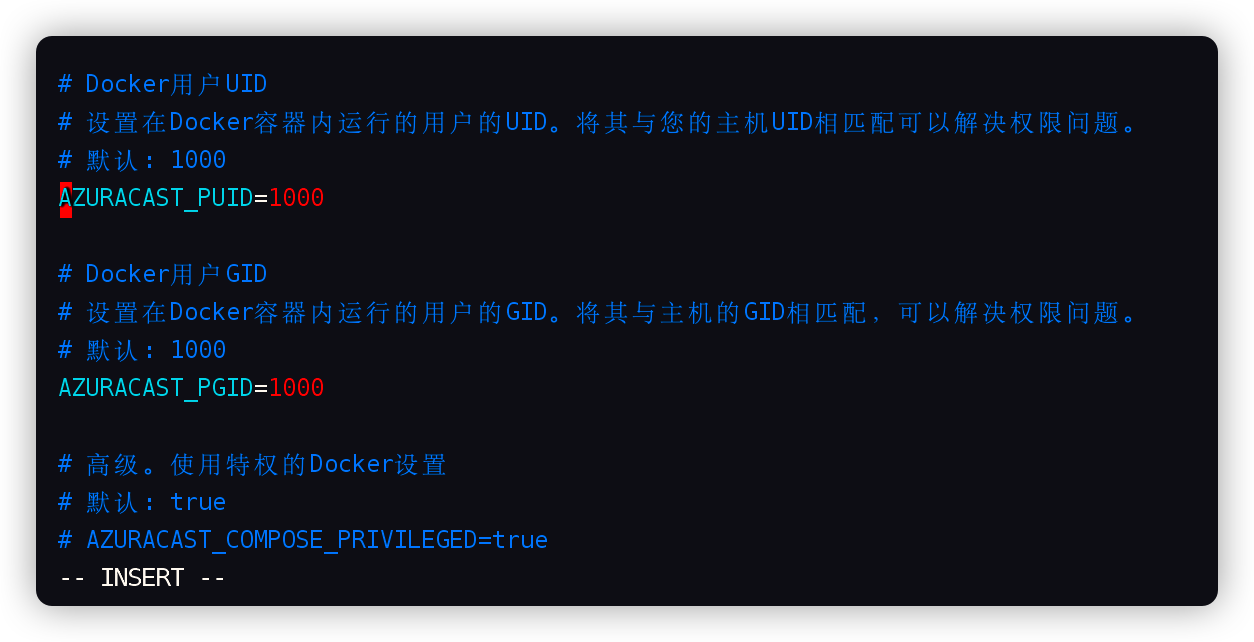 # Docker用户UID
# 设置在Docker容器内运行的用户的UID。将其与您的主机UID相匹配可以解决权限问题。
# 默认: 1000
AZURACAST_PUID=1000
# Docker用户GID
# 设置在Docker容器内运行的用户的GID。将其与主机的GID相匹配，可以解决权限问题。
# 默认: 1000
AZURACAST_PGID=1000
# 高级。使用特权的Docker设置
# 默认: true
# AZURACAST_COMPOSE_PRIVILEGED=true
-- INSERT --